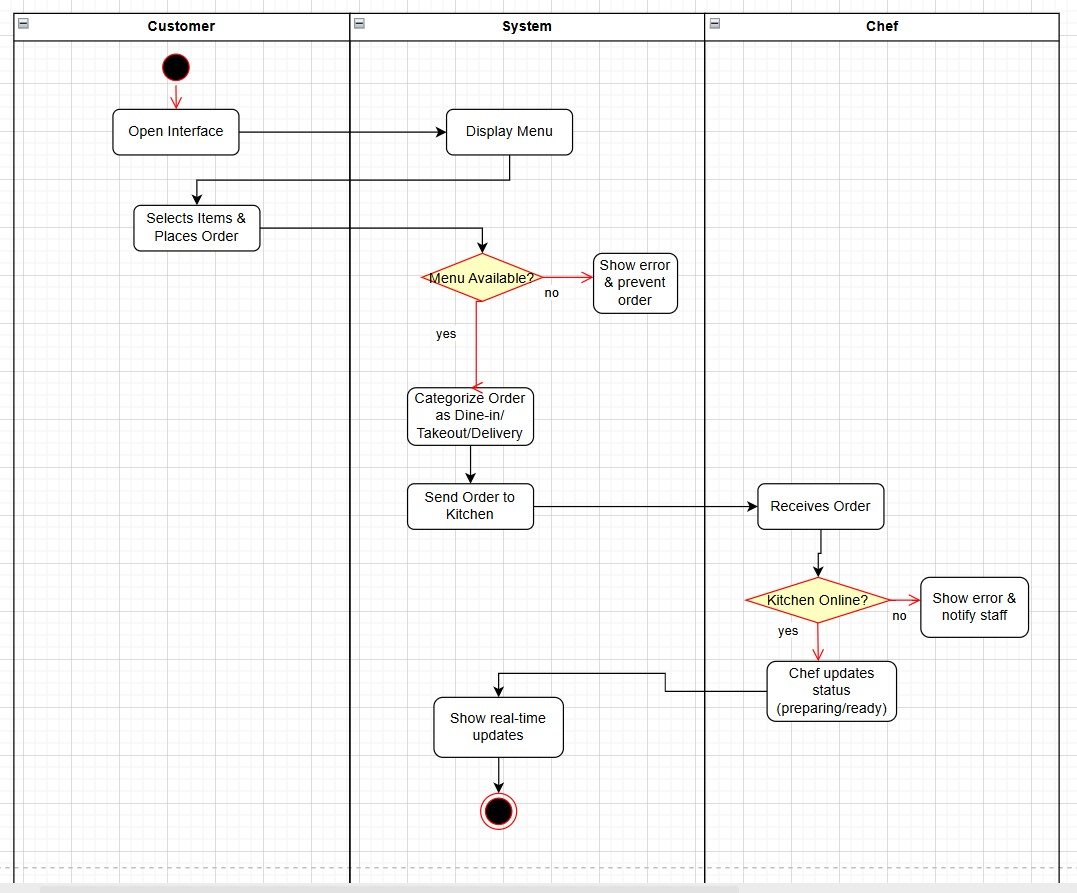 Customer
System
Chef
Open Interface
Display Menu
Selects Items &
Places Order
Menu Available?
no
Show error
& prevent
order
yes
Categorize Order
as Dine-in/
Takeout/Delivery
Send Order to
Kitchen
Receives Order
Kitchen Online?
no
Show error &
notify staff
yes
Chef updates
status
(preparing/ready)
Show real-time
updates